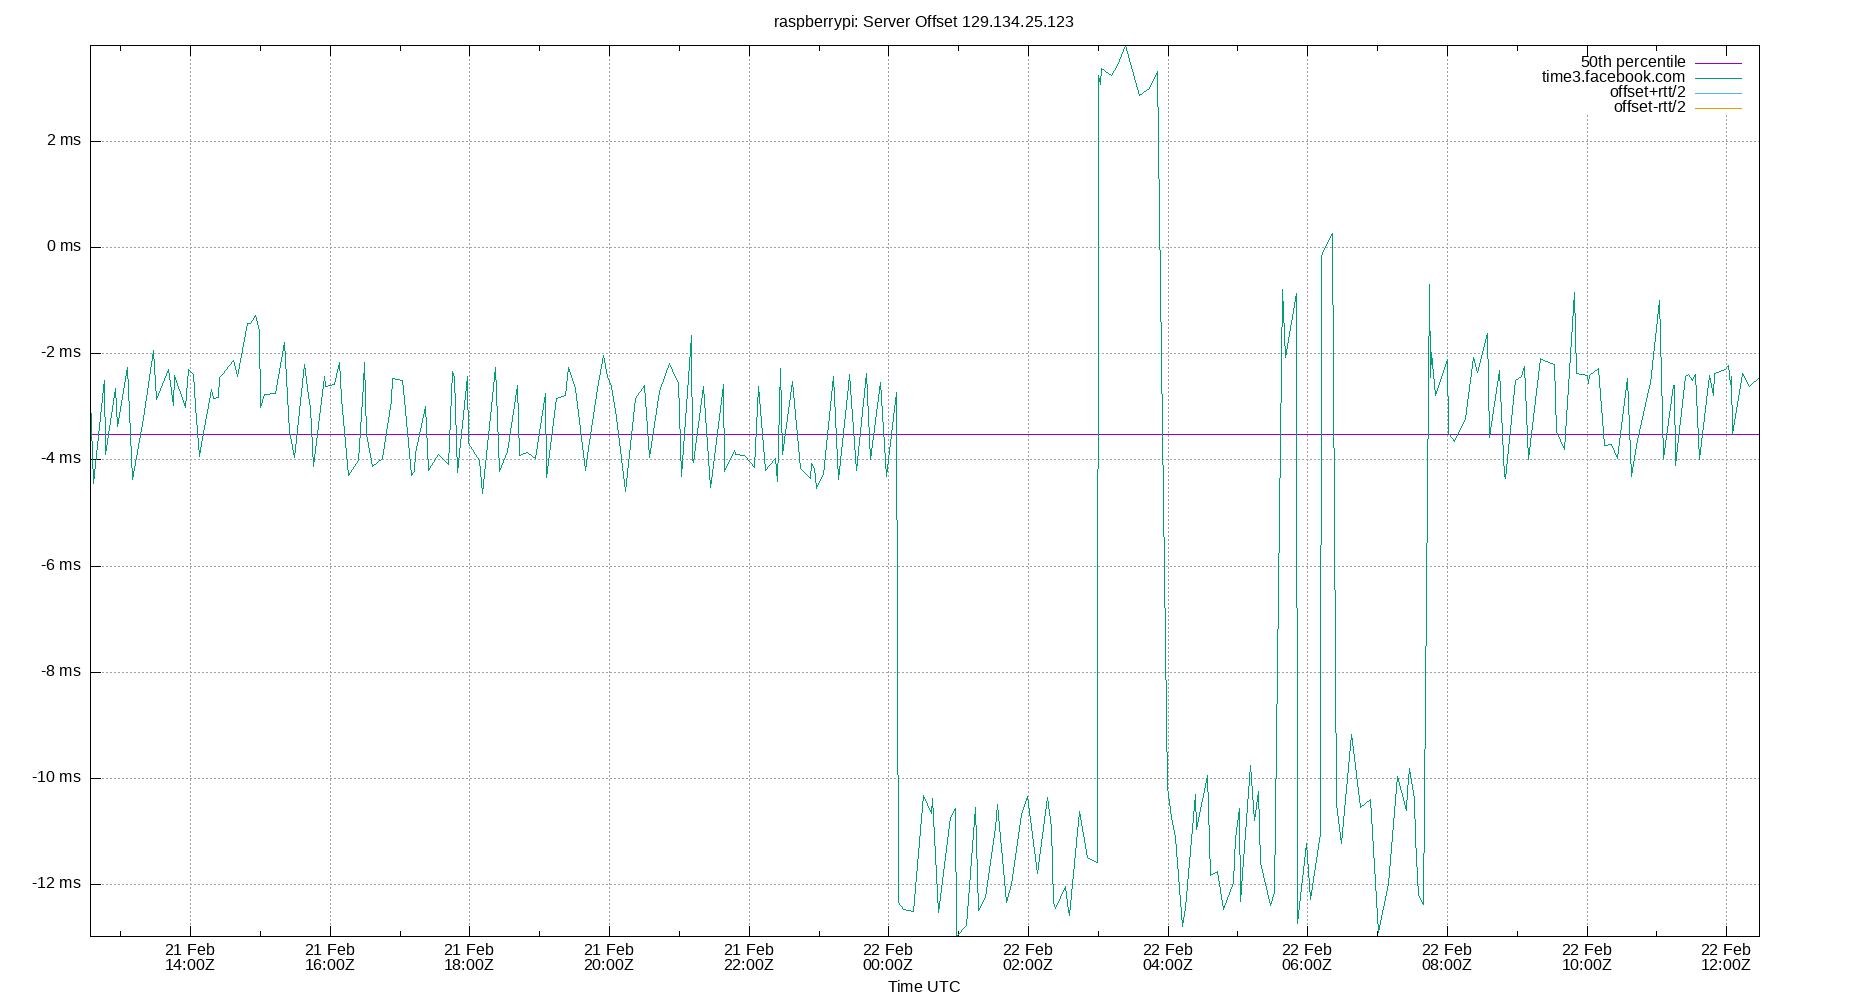 raspberrypi: Server Offset 129.134.25.123
50th percentile
time3.facebook.com
offset+rtt/2
offset-rtt/2
2 ms
0 ms
-2 ms
-4 ms
-6 ms
-8 ms
-10 ms
-12 ms
21 Feb 21 Feb 21 Feb 21 Feb 21 Feb 22 Feb 22 Feb 22 Feb 22 Feb 22 Feb 22 Feb 22 Feb
14:00Z 16:00Z 18:00Z 20:00Z 22:00Z 00:00Z 02:00Z 04:00Z 06:00Z 08:00Z 10:00Z 12:00Z
Time UTC